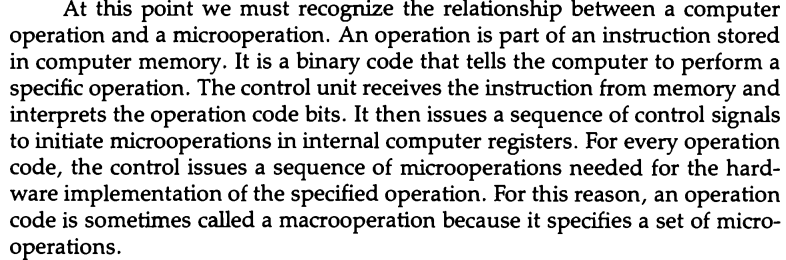 At this point we must recognize the relationship between a computer
operation and a microoperation. An operation is part of an instruction stored
in computer memory. It is a binary code that tells the computer to perform a
specific operation. The control unit receives the instruction from memory and
interprets the operation code bits. It then issues a sequence of control signals
to initiate microoperations in internal computer registers. For every operation
code, the control issues a sequence of microoperations needed for the hard-
ware implementation of the specified operation. For this reason, an operation
code is sometimes called a macrooperation because it specifies a set of micro-
operations.